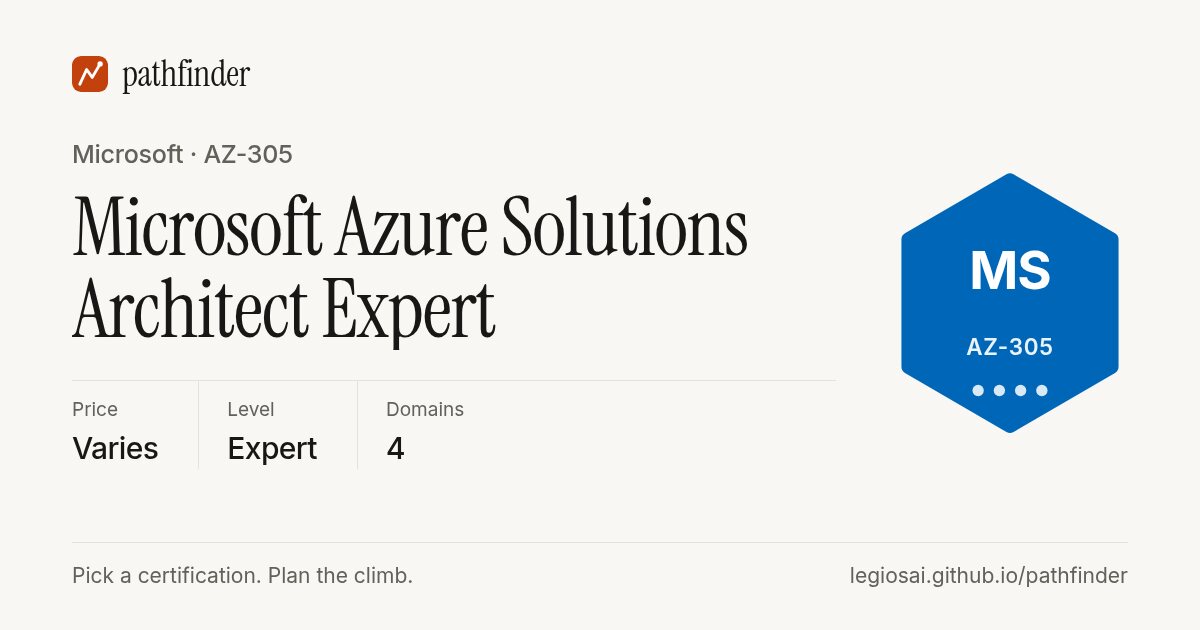 pathfinder
Microsoft · AZ-305
Microsoft Azure Solutions
Architect Expert
Price
Varies
Level
Expert
Domains
4
MS
AZ-305
Pick a certification. Plan the climb.
legiosai.github.io/pathfinder